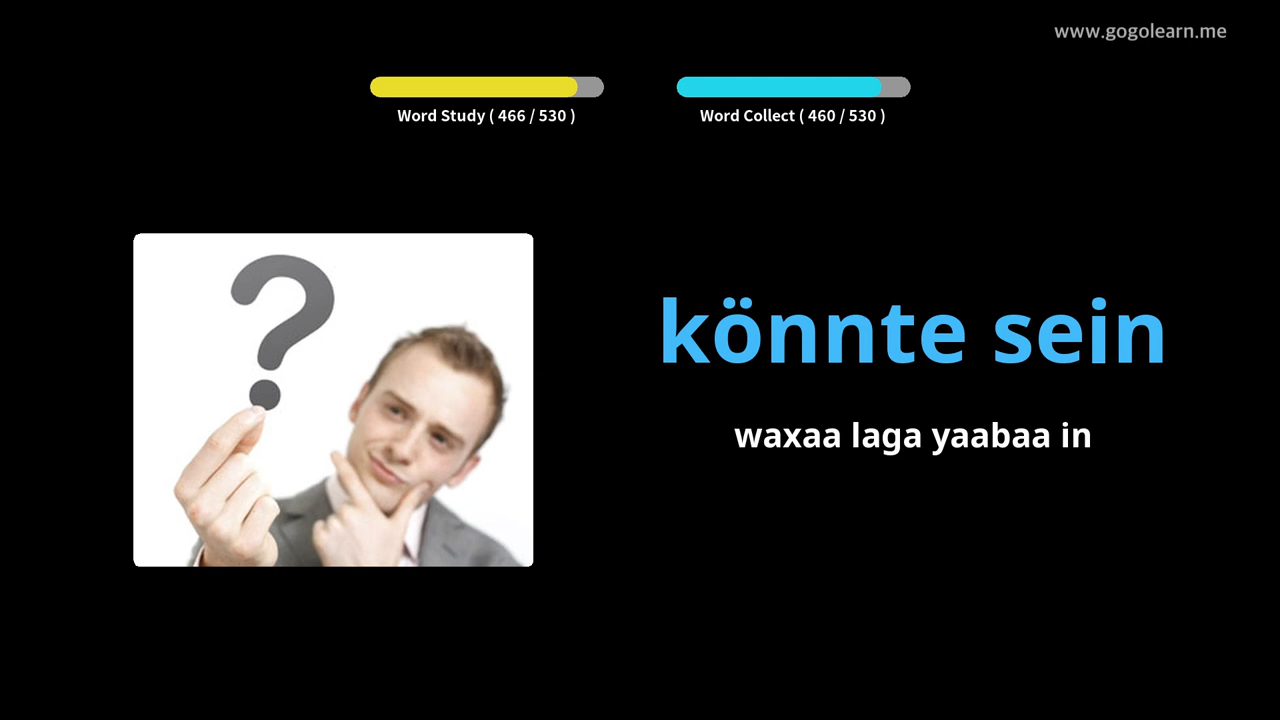 www.gogolearn.me
Word Study ( 466 / 530 )
Word Collect ( 460 / 530 )
?
könnte sein
waxaa laga yaabaa in